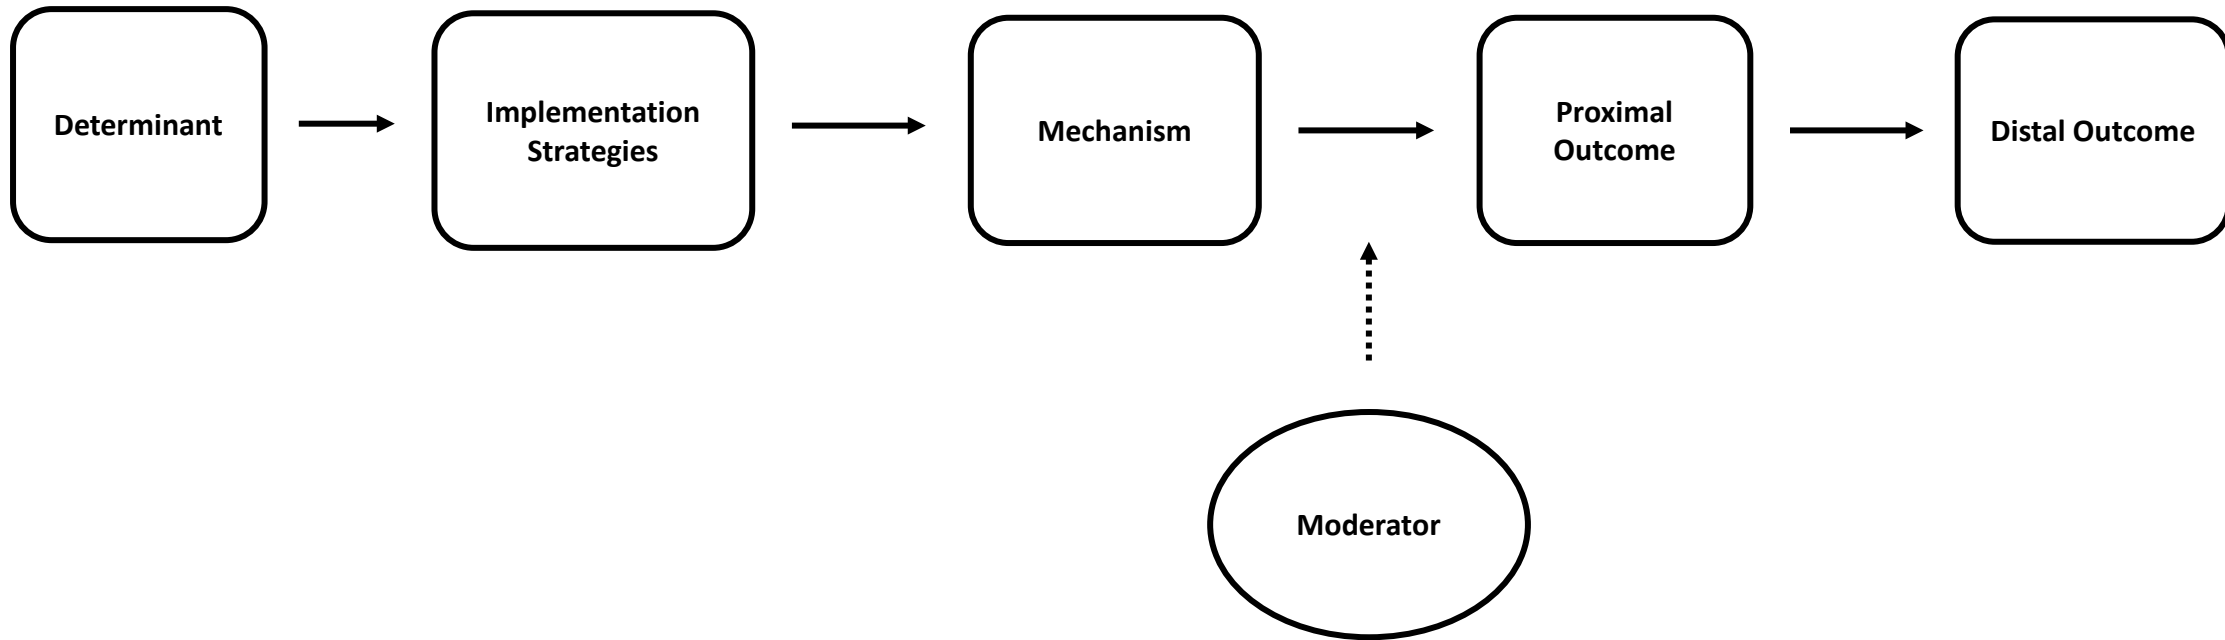 Determinant
Implementation
Strategies
Mechanism
Proximal
Outcome
Distal Outcome
Moderator